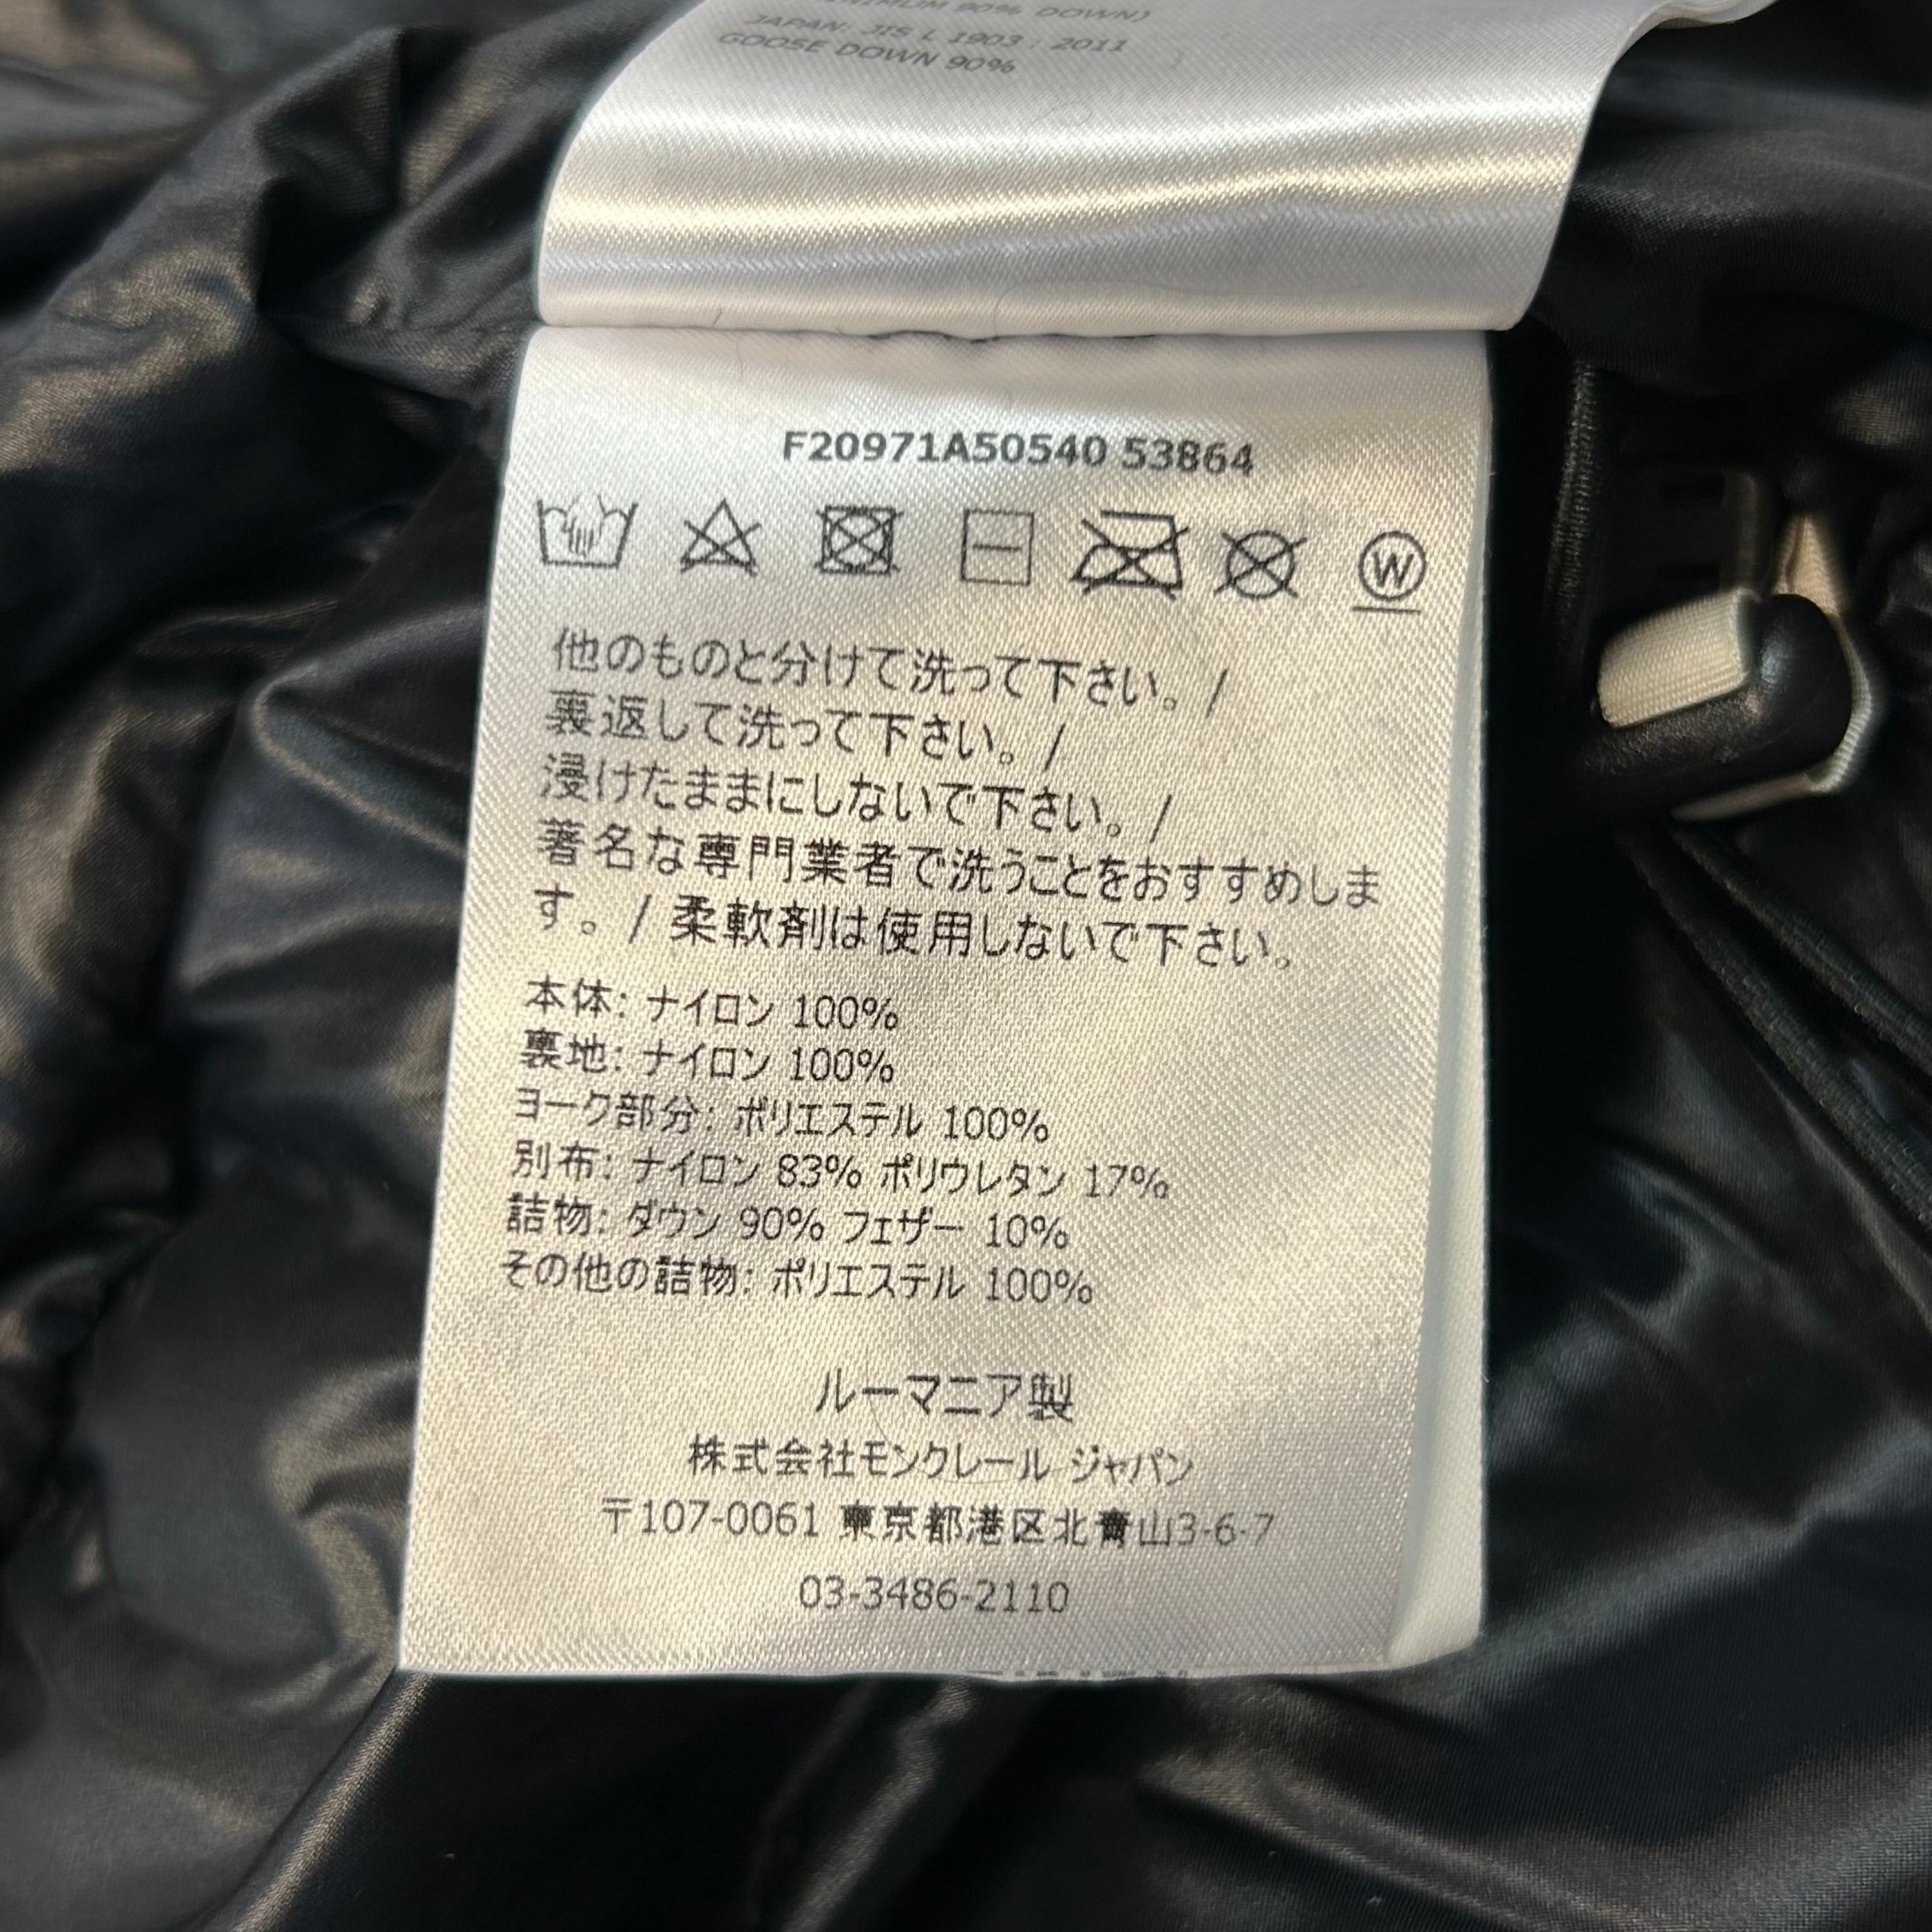 MINIMUM 90% DOWN)
JAPAN: JIS L 1903 : 2011
GOOSE DOWN 90%
F20971A50540 53864
W
他のものと分けて洗って下さい。/
裏返して洗って下さい。/
浸けたままにしないで下さい。/
著名な専門業者で洗うことをおすすめしま
す。/ 柔軟剤は使用しないで下さい。
本体: ナイロン 100%
裏地: ナイロン 100%
ヨーク部分: ポリエステル 100%
別布: ナイロン 83% ポリウレタン 17%
詰物: ダウン 90% フェザー 10%
その他の詰物: ポリエステル 100%
ルーマニア製
株式会社モンクレール ジャパン
〒107-0061 東京都港区北青山3-6-7
03-3486-2110